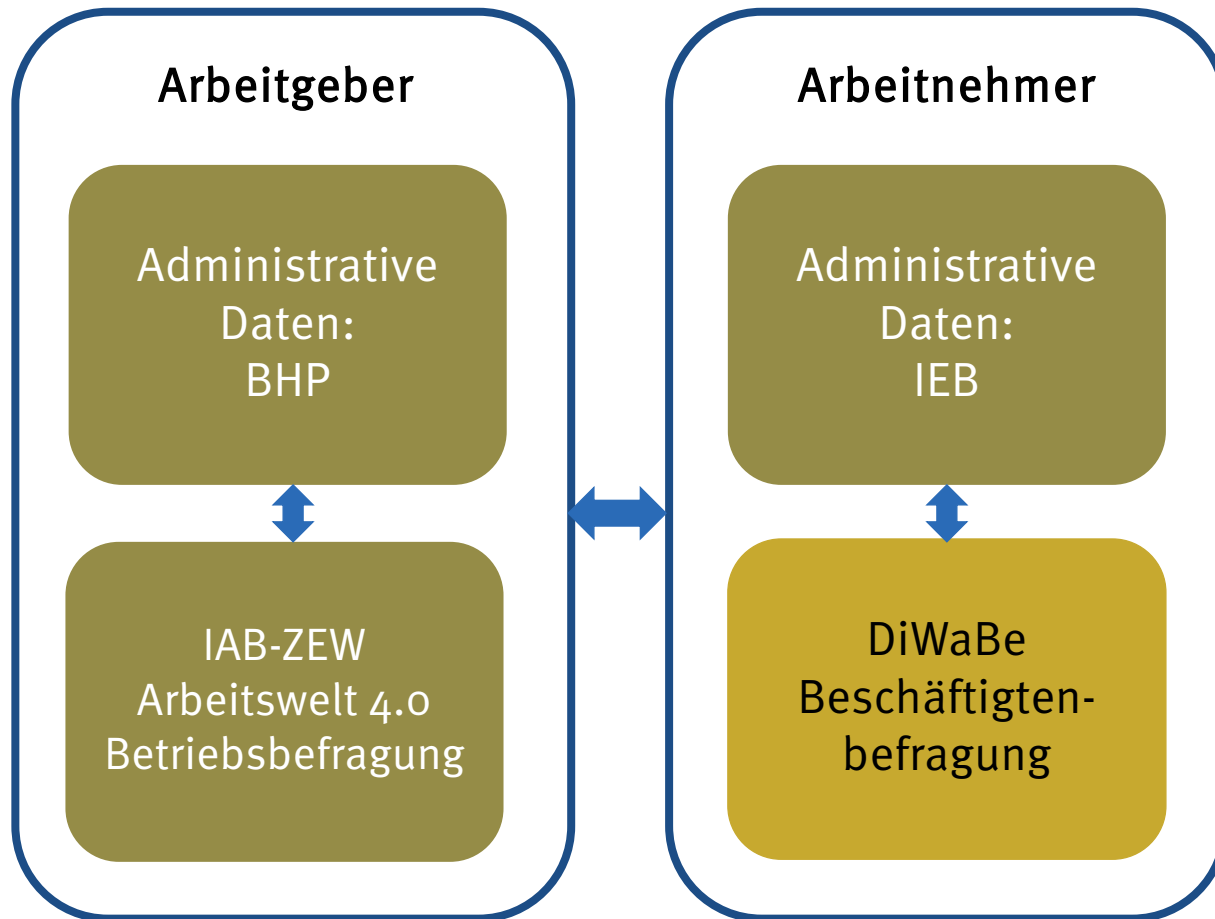 Arbeitgeber
Administrative
Daten:
BHP
IAB-ZEW
Arbeitswelt 4.0
Betriebsbefragung
Arbeitnehmer
Administrative
Daten:
IEB
DiWaBe
Beschäftigten-
befragung